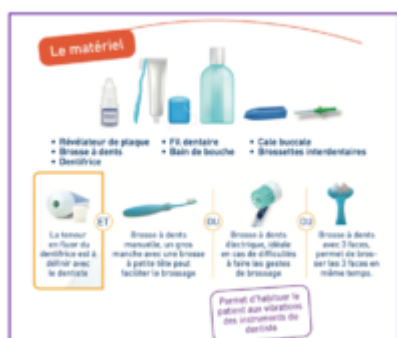 Le matériel
• Révélateur de plaque
• Brosse à dents
• Dentifrice
• Fil dentaire
• Bain de bouche
• Cale buccale
• Brossettes interdentaires
La teneur
en fluor du
dentifrice est à
définir avec
le dentiste
ET
Brosse à dents
manuelle, un gros
manche avec une brosse
à petite tête peut
faciliter le brossage
OU
Brosse à dents
électrique, idéale
en cas de difficultés
à faire les gestes
de brossage
OU
Brosse à dents
avec 3 faces,
permet de bros-
ser les 3 faces en
même temps.
Permet d'habituer le
patient aux vibrations
des instruments du
dentiste